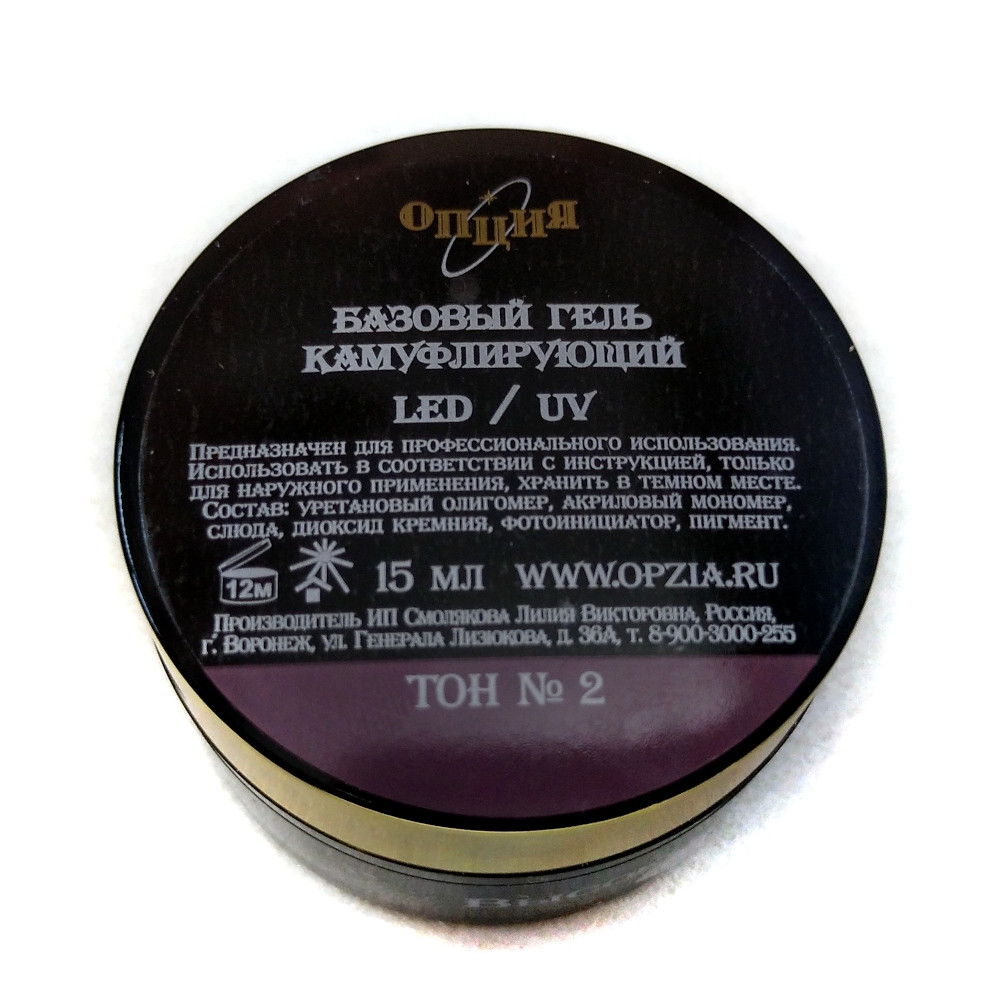 ОПЦИЯ
БАЗОВЫЙ ГЕЛЬ
КАМУФЛИРУЮЩИЙ
LED / UV
ПРЕДНАЗНАЧЕН ДЛЯ ПРОФЕССИОНАЛЬНОГО ИСПОЛЬЗОВАНИЯ.
ИСПОЛЬЗОВАТЬ В СООТВЕТСТВИИ С ИНСТРУКЦИЕЙ, ТОЛЬКО
ДЛЯ НАРУЖНОГО ПРИМЕНЕНИЯ, ХРАНИТЬ В ТЕМНОМ МЕСТЕ.
СОСТАВ: УРЕТАНОВЫЙ ОЛИГОМЕР, АКРИЛОВЫЙ МОНОМЕР,
СЛЮДА, ДИОКСИД КРЕМНИЯ, ФОТОИНИЦИАТОР, ПИГМЕНТ.
12М 15 МЛ WWW.OPZIA.RU
ПРОИЗВОДИТЕЛЬ ИП СМОЛЯКОВА ЛИЛИЯ ВИКТОРОВНА, РОССИЯ,
Г. ВОРОНЕЖ, УЛ. ГЕНЕРАЛА ЛИЗЮКОВА, Д. 36А, Т. 8-900-3000-255
ТОН № 2